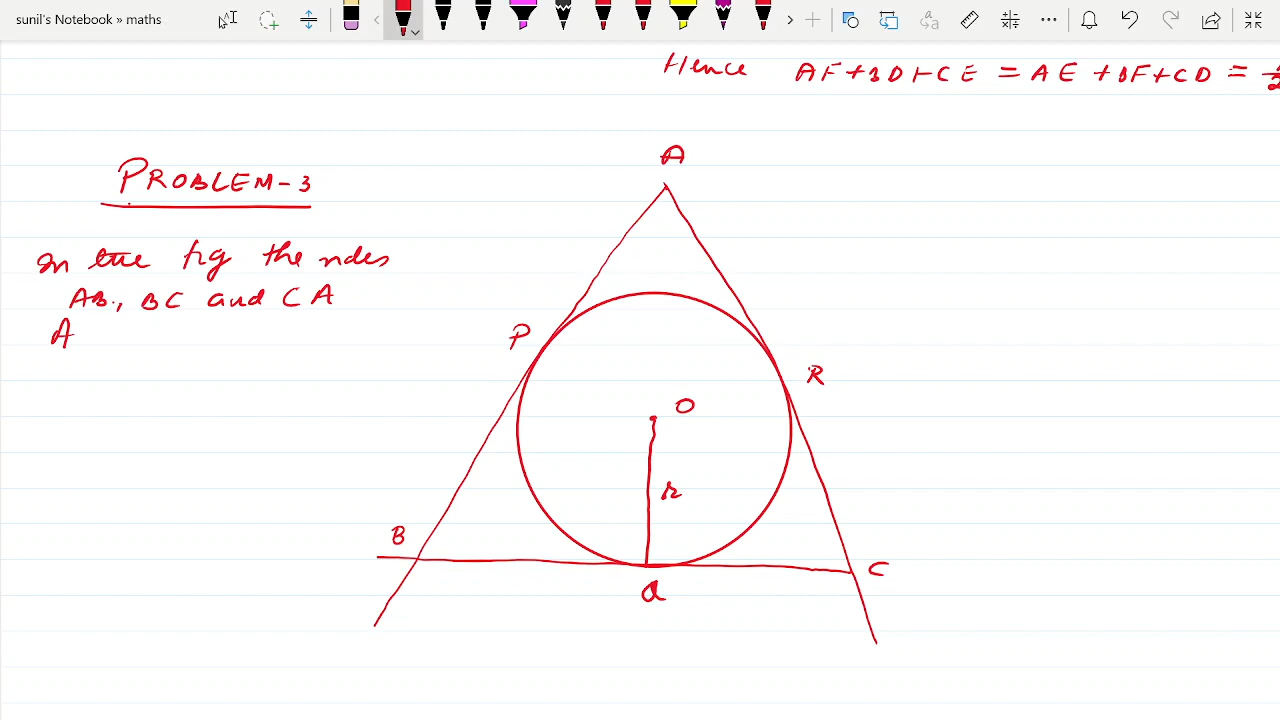 sunil's Notebook » maths
Hence AF+BD+CE = AE+BF+CD =
PROBLEM-3
In the fig the sides
AB, BC and CA
A
A
P
R
O
r
B
C
Q